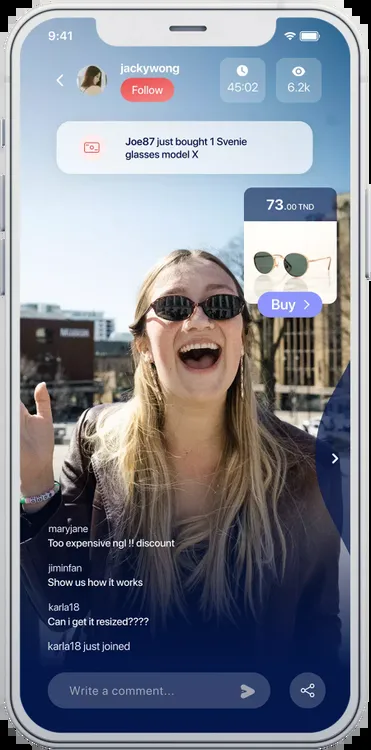 9:41
jackywong
Follow
45:02
6.2k
Joe87 just bought 1 Svenie
glasses model X
73.00 TND
Buy
maryjane
Too expensive ngl !! discount
jiminfan
Show us how it works
karla18
Can i get it resized????
karla18 just joined
Write a comment...